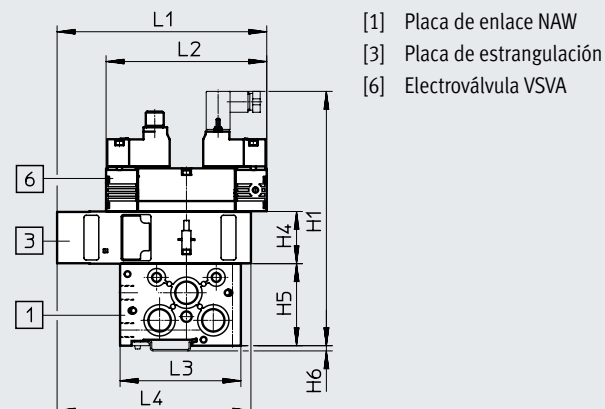 L1
L2
[1] Placa de enlace NAW
[3] Placa de estrangulación
[6] Electroválvula VSVA
6
3
1
H1
H4
H5
H6
L3
L4